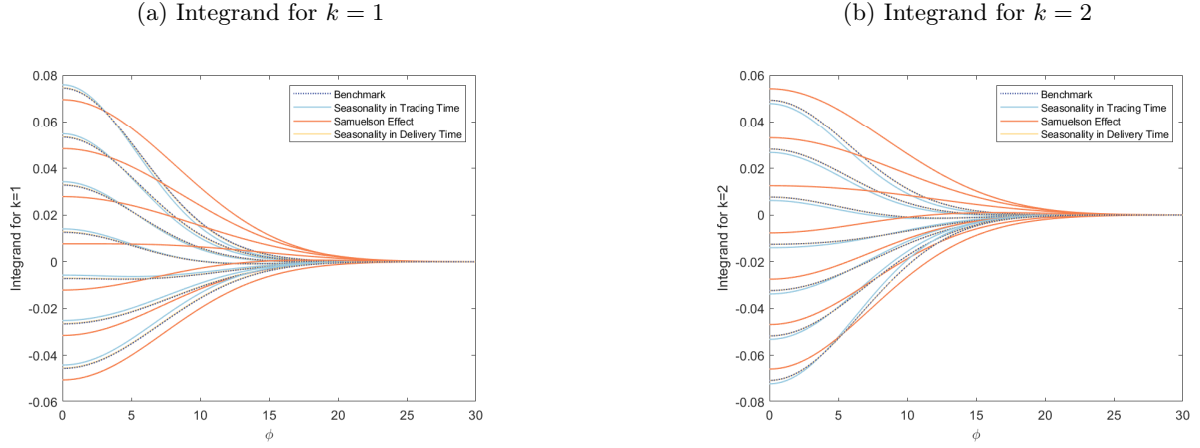 (a) Integrand for k = 1
0.08
0.06
0.04
0.02
0
-0.02
-0.04
-0.06
Integrand for k=1
0 5 10 15 20 25 30
ϕ
Benchmark
Seasonality in Tracing Time
Samuelson Effect
Seasonality in Delivery Time
(b) Integrand for k = 2
0.06
0.04
0.02
0
-0.02
-0.04
-0.06
-0.08
Integrand for k=2
0 5 10 15 20 25 30
ϕ
Benchmark
Seasonality in Tracing Time
Samuelson Effect
Seasonality in Delivery Time